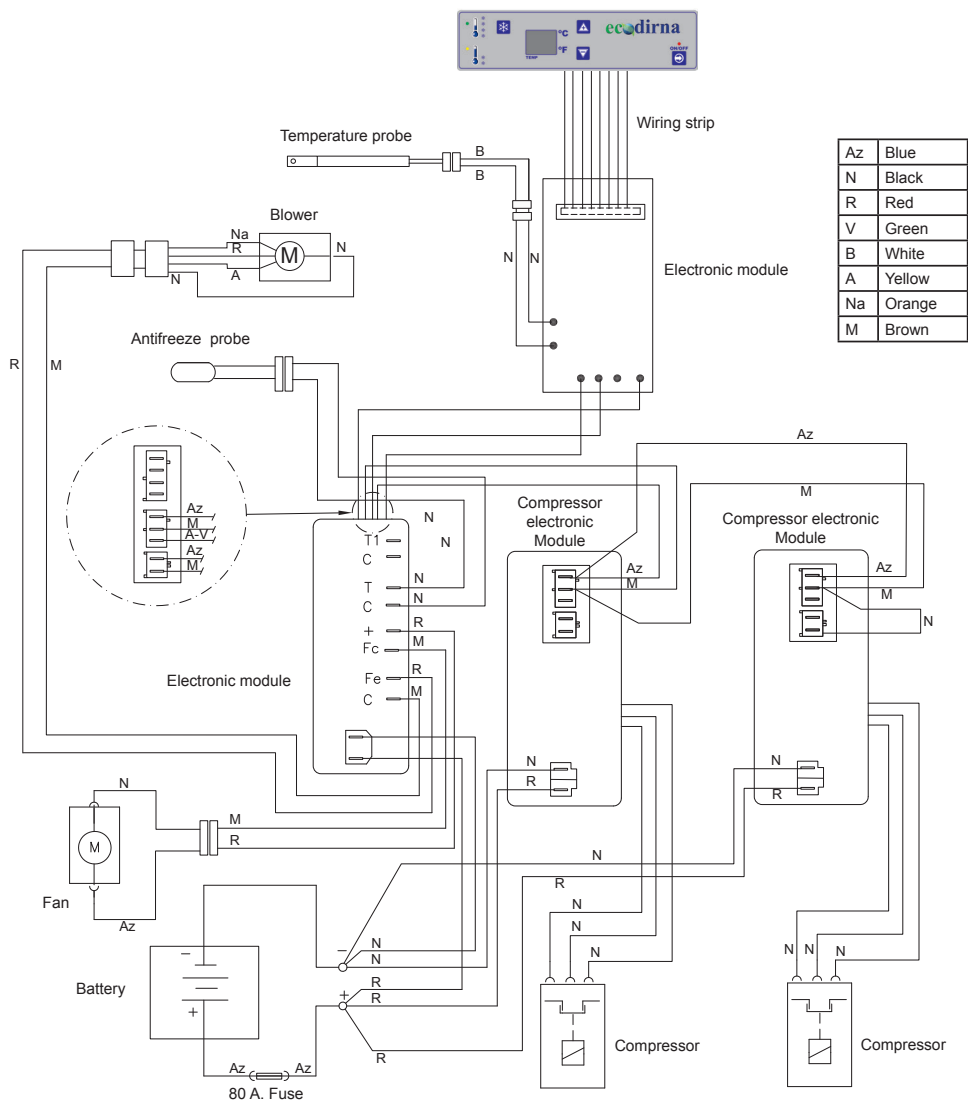 °C
°F
TEMP
ecodirna
ON/OFF
Wiring strip
Temperature probe
B
B
Az Blue
N Black
R Red
V Green
B White
A Yellow
Na Orange
M Brown
Blower
Na
R
M
N
A
N
N
N
Electronic module
Antifreeze probe
R
M
Az
M
A-V
Az
M
Az
M
Compressor
electronic
Module
Compressor electronic
Module
N
N
T1
C
T
N
C
N
+
R
Fc
M
Fe
R
C
M
Electronic module
Az
M
Az
M
N
N
R
N
R
N
M
M
R
Fan
Az
N
R
−
N
N
R
R
+
R
Battery
−
+
Az
Az
80 A. Fuse
N
N
N
Compressor
N
N
N
Compressor